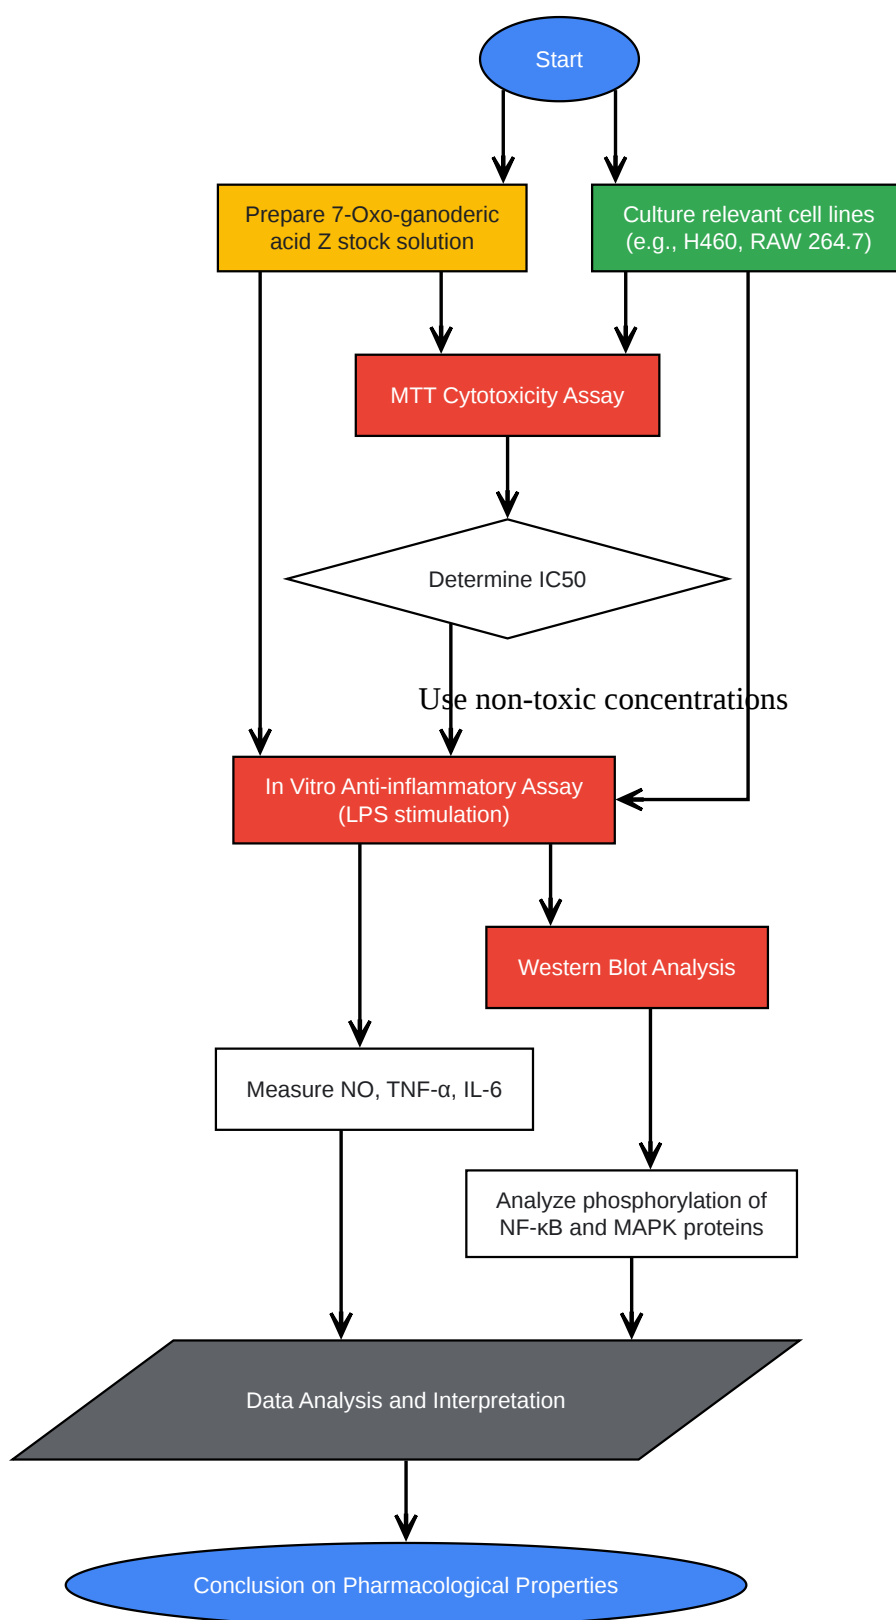 Start
Prepare 7-Oxo-ganoderic
acid Z stock solution
Culture relevant cell lines
(e.g., H460, RAW 264.7)
MTT Cytotoxicity Assay
Determine IC50
Use non-toxic concentrations
In Vitro Anti-inflammatory Assay
(LPS stimulation)
Western Blot Analysis
Measure NO, TNF-α, IL-6
Analyze phosphorylation of
NF-κB and MAPK proteins
Data Analysis and Interpretation
Conclusion on Pharmacological Properties